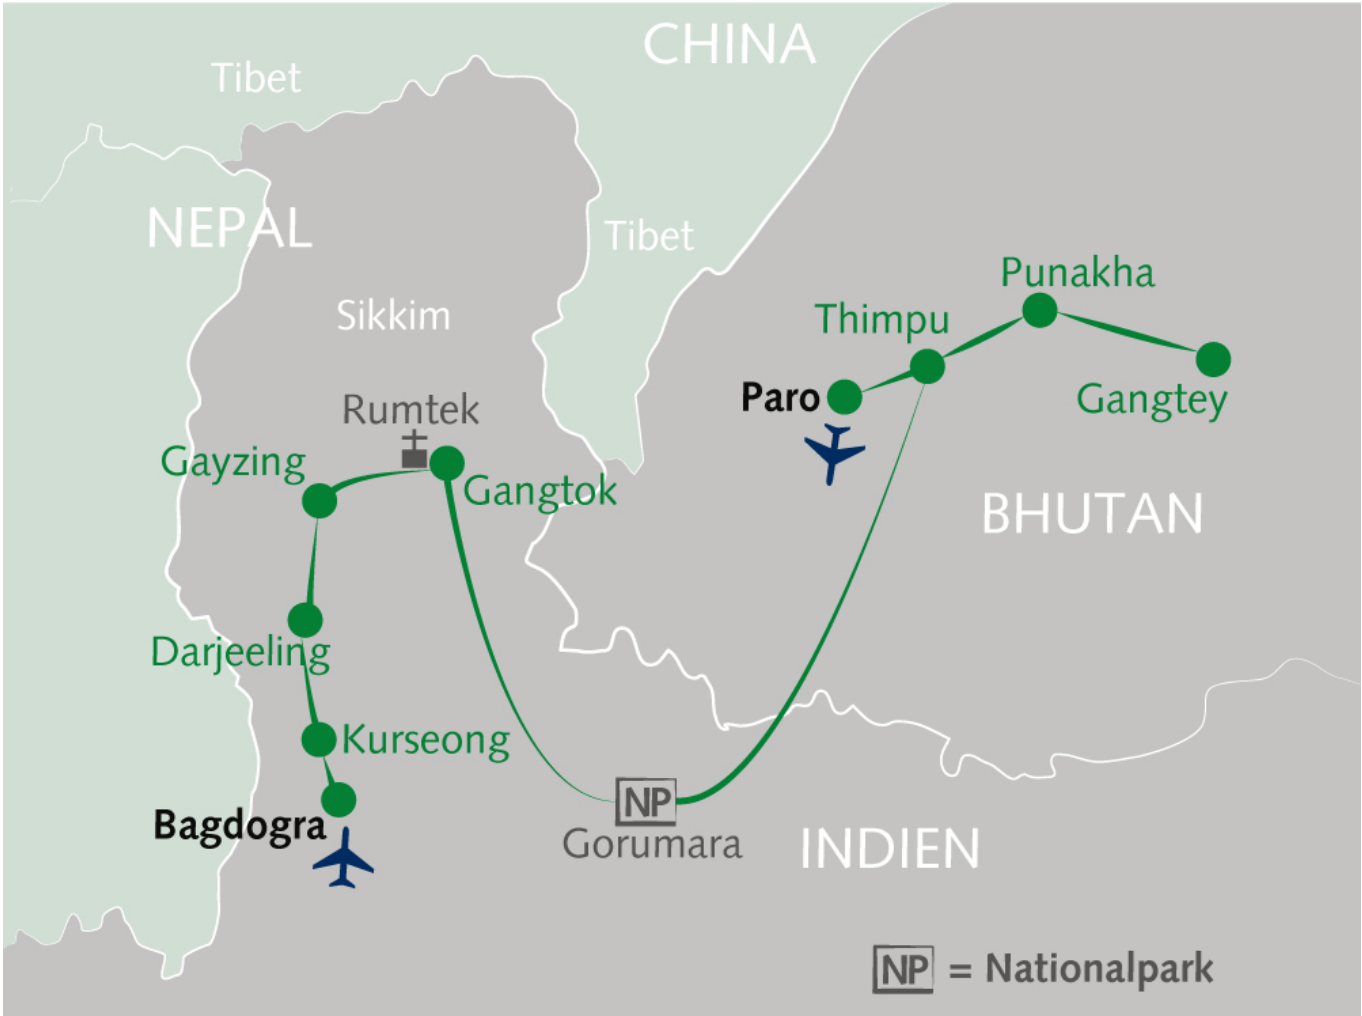 CHINA
Tibet
NEPAL
Tibet
Sikkim
Punakha
Thimpu
Paro
Gangtey
Rumtek
Gayzing
Gangtok
BHUTAN
Darjeeling
Kurseong
Bagdogra
NP
Gorumara
INDIEN
NP = Nationalpark